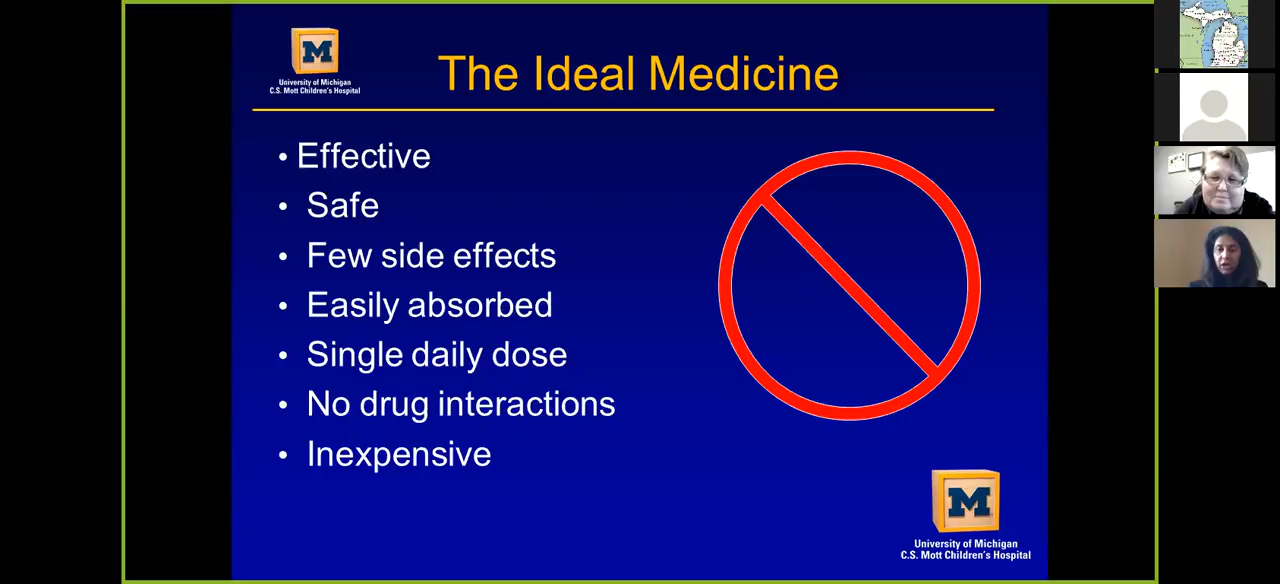 M
University of Michigan
C.S. Mott Children's Hospital
The Ideal Medicine
• Effective
• Safe
• Few side effects
• Easily absorbed
• Single daily dose
• No drug interactions
• Inexpensive
M
University of Michigan
C.S. Mott Children's Hospital